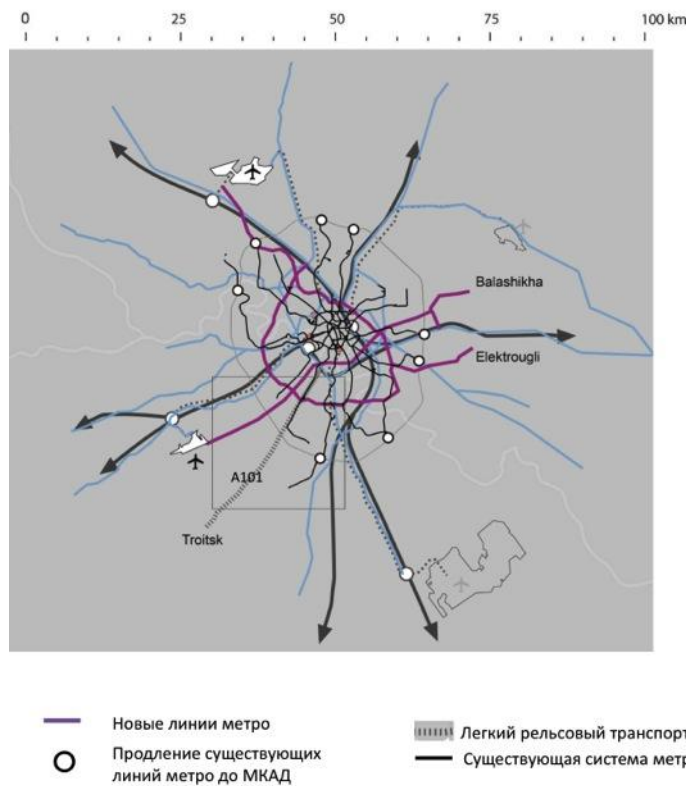 0 25 50 75 100 km
Balashikha
Elektrougli
A101
Troitsk
Новые линии метро
Продление существующих
линий метро до МКАД
Легкий рельсовый транспорт
Существующая система метр